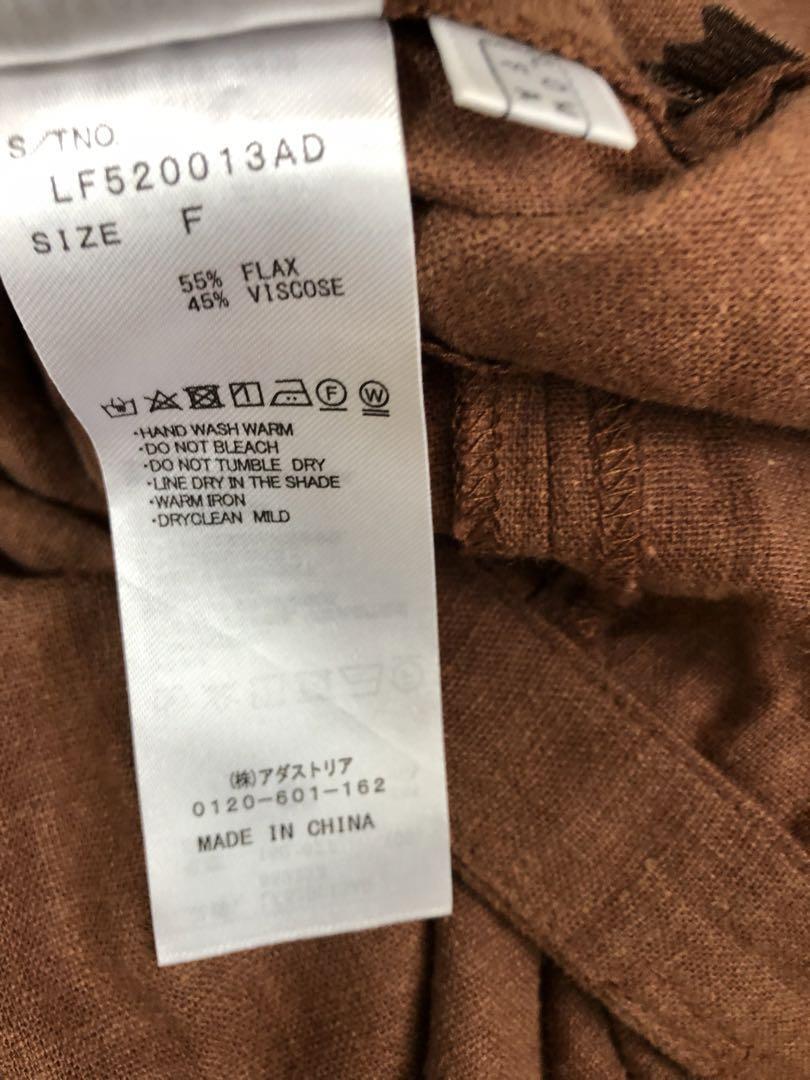 S/TNO.
LF520013AD
SIZE F
55% FLAX
45% VISCOSE
F W
·HAND WASH WARM
·DO NOT BLEACH
·DO NOT TUMBLE DRY
·LINE DRY IN THE SHADE
·WARM IRON
·DRYCLEAN MILD
(株)アダストリア
0120-601-162
MADE IN CHINA